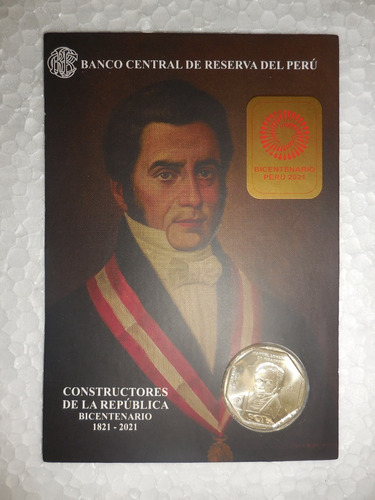 BANCO CENTRAL DE RESERVA DEL PERÚ
BICENTENARIO
PERÚ 2021
CONSTRUCTORES
DE LA REPÚBLICA
BICENTENARIO
1821 - 2021